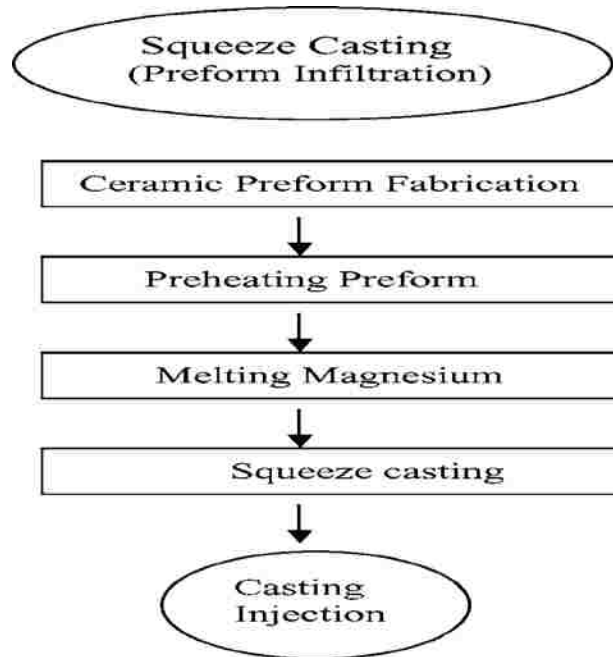 Squeeze Casting
(Preform Infiltration)
Ceramic Preform Fabrication
Preheating Preform
Melting Magnesium
Squeeze casting
Casting
Injection